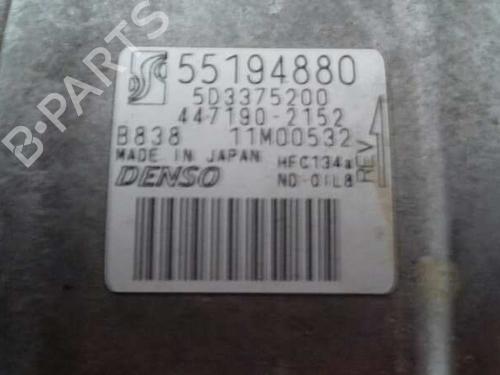 B-PARTS
55194880
5D3375200
447190-2152
B838 11M00532
MADE IN JAPAN HFC134a
DENSO ND-OIL8
REV